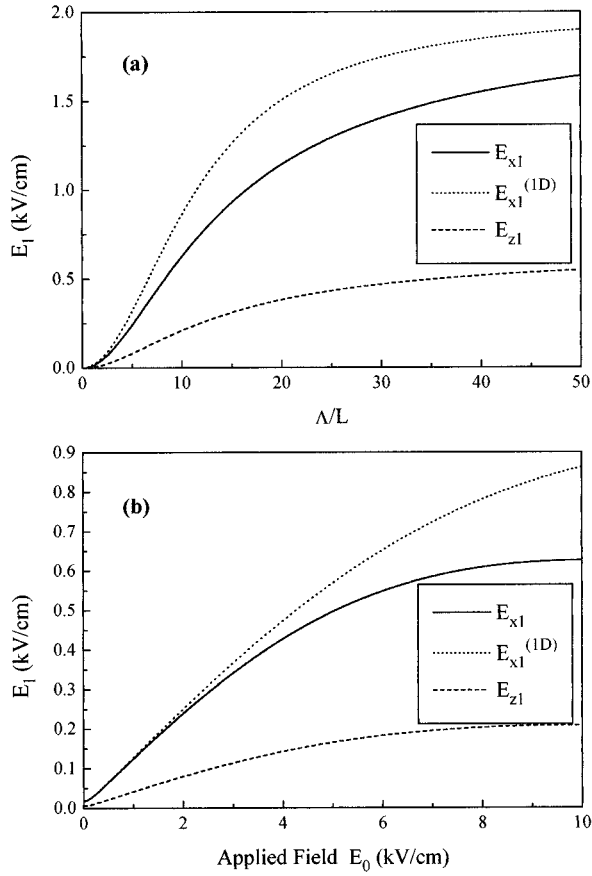 2.0
(a)
1.5
E₁ (kV/cm)
1.0
0.5
0.0
Eₓ₁
Eₓ₁⁽¹ᴰ⁾
E_z1
0 10 20 30 40 50
Λ/L
0.9
(b)
0.8
0.7
0.6
0.5
E₁ (kV/cm)
0.4
0.3
0.2
0.1
0.0
Eₓ₁
Eₓ₁⁽¹ᴰ⁾
E_z1
0 2 4 6 8 10
Applied Field E₀ (kV/cm)